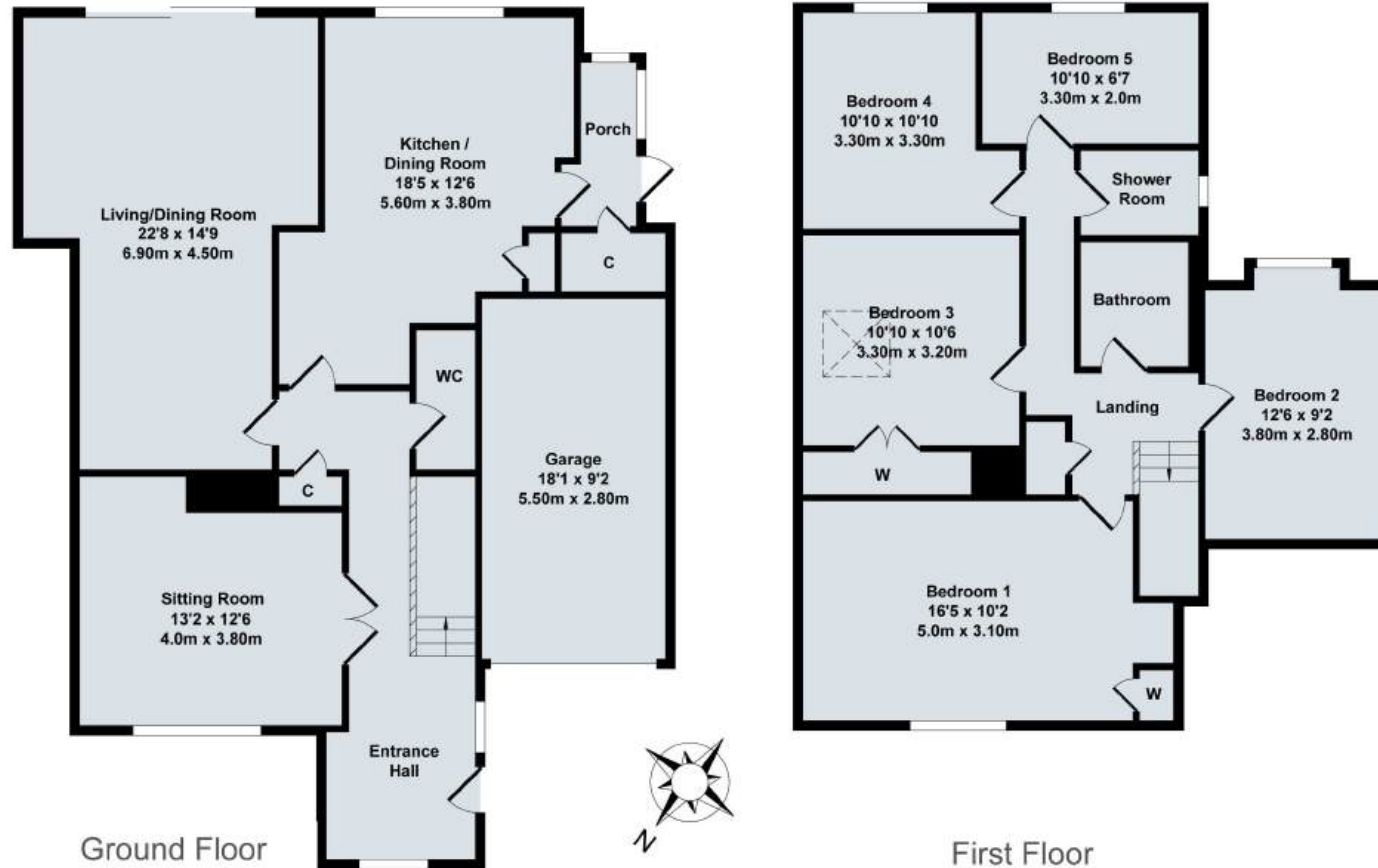 Living/Dining Room
22'8 x 14'9
6.90m x 4.50m
Kitchen /
Dining Room
18'5 x 12'6
5.60m x 3.80m
Porch
C
WC
Garage
18'1 x 9'2
5.50m x 2.80m
C
Sitting Room
13'2 x 12'6
4.0m x 3.80m
Entrance
Hall
Ground Floor
N
Bedroom 4
10'10 x 10'10
3.30m x 3.30m
Bedroom 5
10'10 x 6'7
3.30m x 2.0m
Shower
Room
Bathroom
Bedroom 3
10'10 x 10'6
3.30m x 3.20m
Bedroom 2
12'6 x 9'2
3.80m x 2.80m
Landing
W
Bedroom 1
16'5 x 10'2
5.0m x 3.10m
W
First Floor